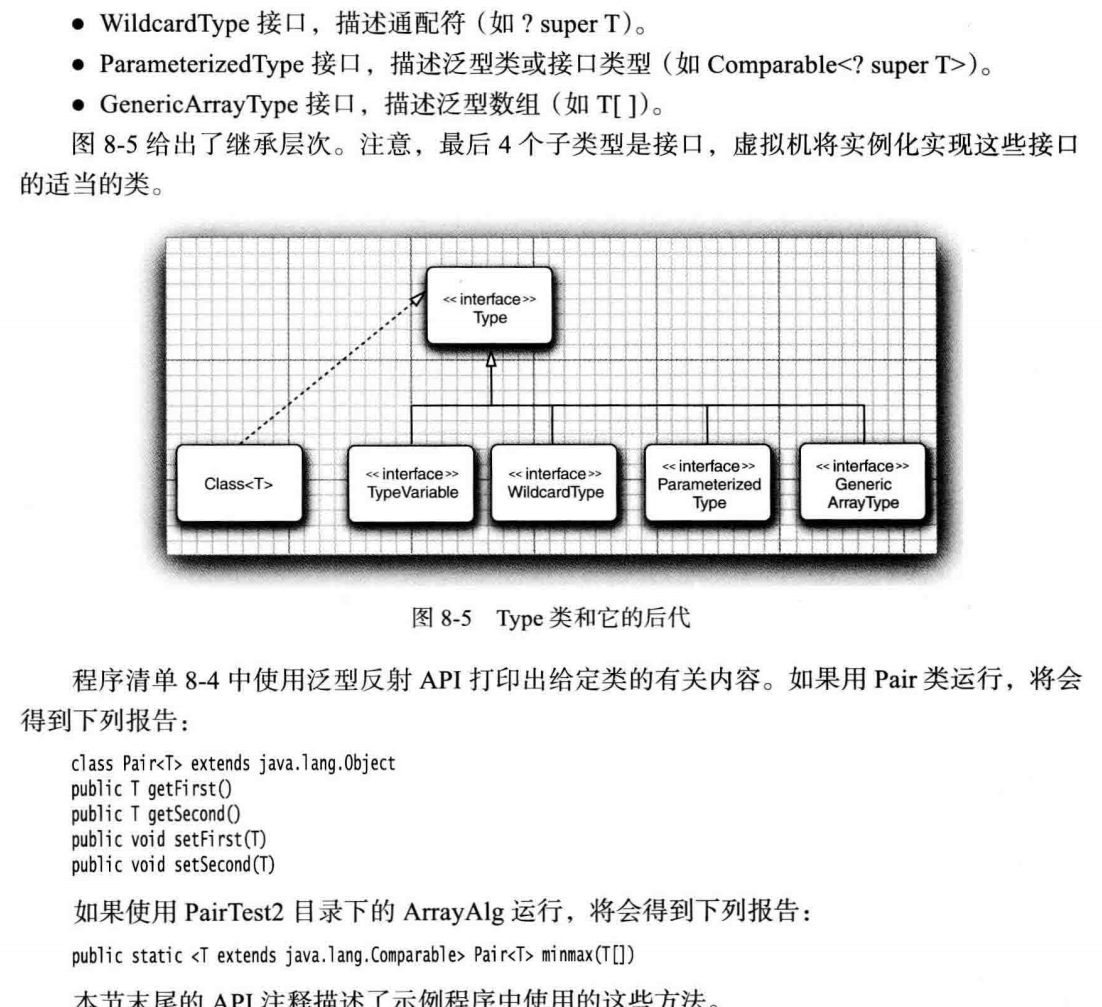 ● WildcardType 接口，描述通配符（如 ? super T）。
● ParameterizedType 接口，描述泛型类或接口类型（如 Comparable<? super T>）。
● GenericArrayType 接口，描述泛型数组（如 T[ ]）。
图 8-5 给出了继承层次。注意，最后 4 个子类型是接口，虚拟机将实例化实现这些接口
的适当的类。
<< interface>>
Type
Class<T>
<< interface>>
TypeVariable
<< interface>>
WildcardType
<< interface>>
Parameterized
Type
<< interface>>
Generic
ArrayType
图 8-5 Type 类和它的后代
程序清单 8-4 中使用泛型反射 API 打印出给定类的有关内容。如果用 Pair 类运行，将会
得到下列报告：
class Pair<T> extends java.lang.Object
public T getFirst()
public T getSecond()
public void setFirst(T)
public void setSecond(T)
如果使用 PairTest2 目录下的 ArrayAlg 运行，将会得到下列报告：
public static <T extends java.lang.Comparable> Pair<T> minmax(T[])
本节末尾的 API 注释描述了示例程序中使用的这些方法。